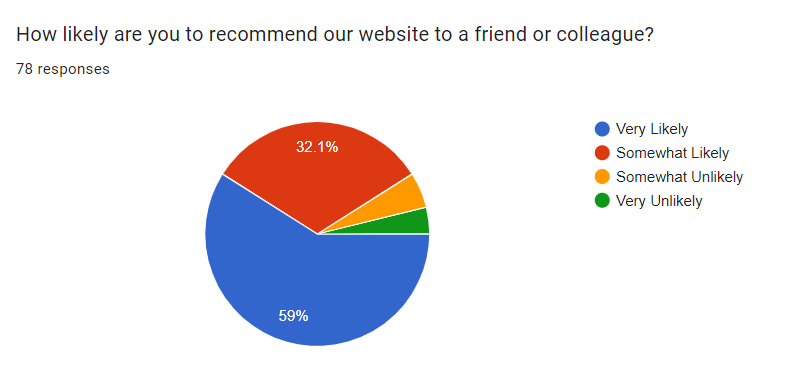 How likely are you to recommend our website to a friend or colleague?
78 responses
32.1%
59%
Very Likely
Somewhat Likely
Somewhat Unlikely
Very Unlikely